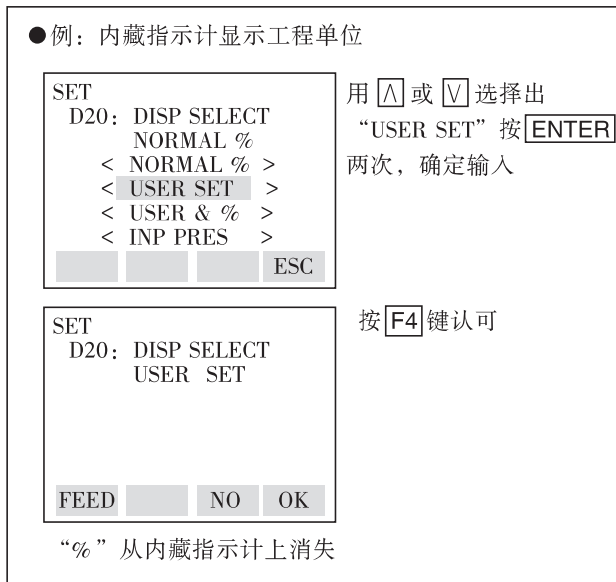 ●例：内藏指示计显示工程单位
SET
D20：DISP SELECT
NORMAL %
< NORMAL % >
< USER SET >
< USER & % >
< INP PRES >
ESC
用 ⋀ 或 ⋁ 选择出
“USER SET”按 ENTER
两次，确定输入
SET
D20：DISP SELECT
USER SET
FEED NO OK
按 F4 键认可
“%”从内藏指示计上消失